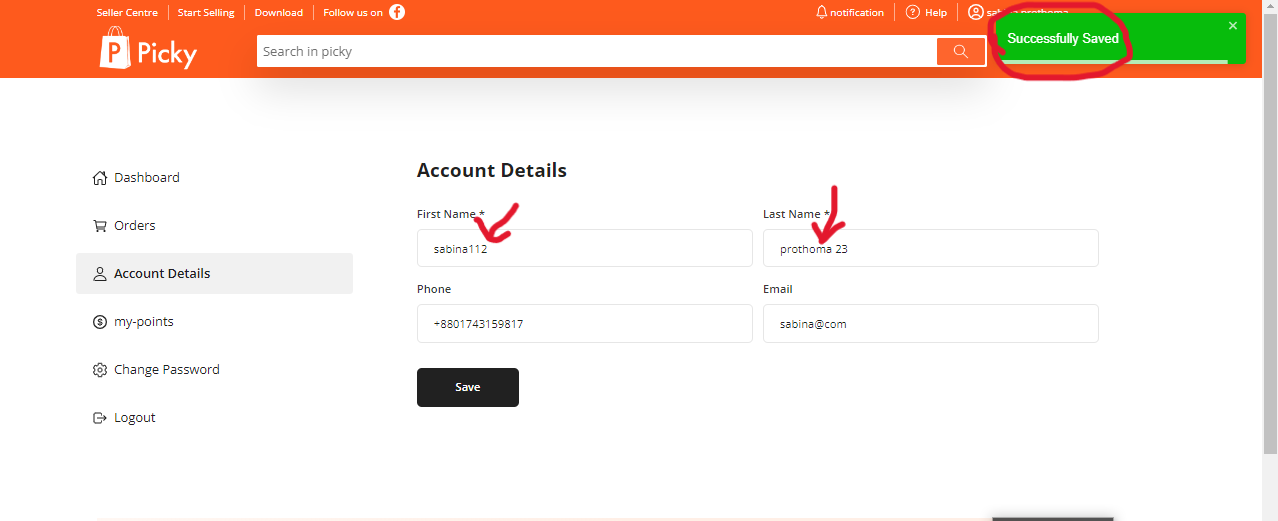 Seller Centre Start Selling Download Follow us on notification Help sabina prothoma
P Picky
Search in picky
Successfully Saved ×
Account Details
Dashboard
Orders
Account Details
my-points
Change Password
Logout
First Name * Last Name *
sabina112 prothoma 23
Phone Email
+8801743159817 sabina@com
Save